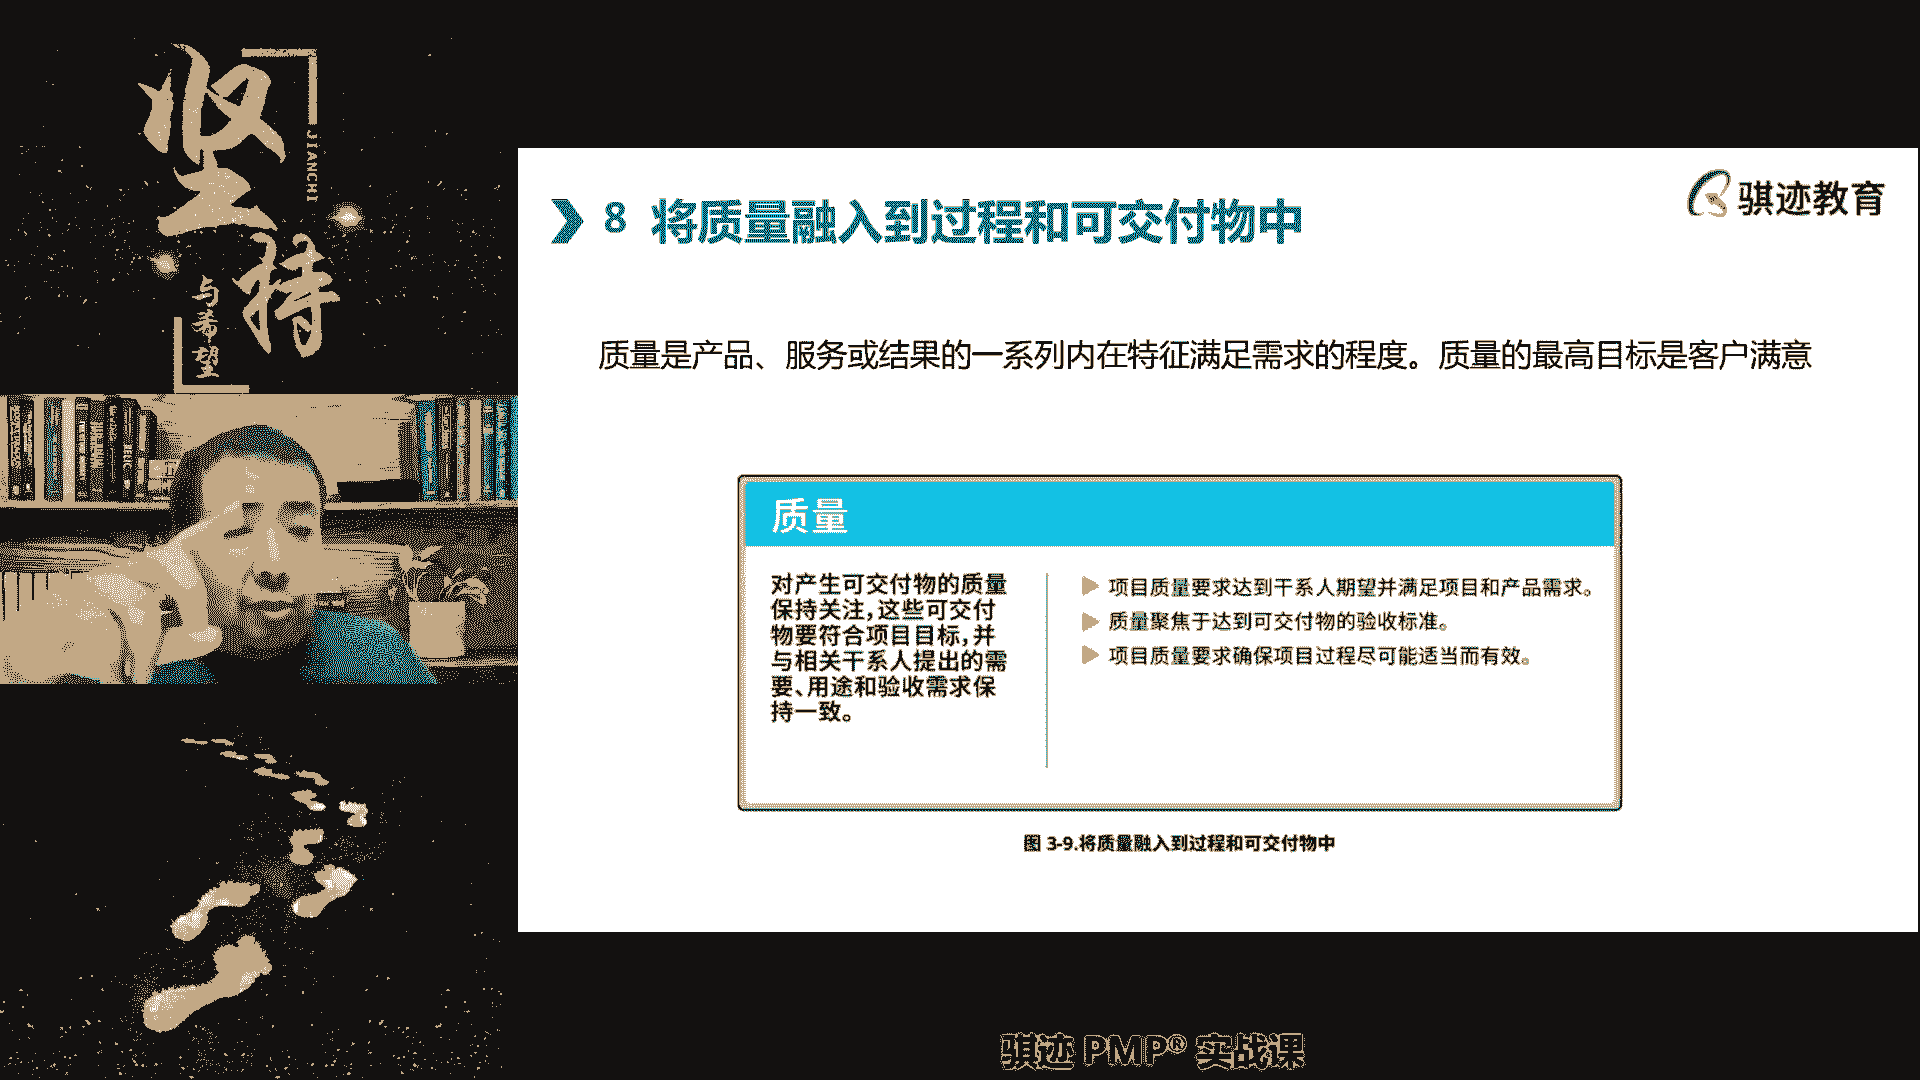 坚持
JIANCHI
与希望
骐迹教育
8 将质量融入到过程和可交付物中
质量是产品、服务或结果的一系列内在特征满足需求的程度。质量的最高目标是客户满意
质量
对产生可交付物的质量
保持关注，这些可交付
物要符合项目目标，并
与相关干系人提出的需
要、用途和验收需求保
持一致。
项目质量要求达到干系人期望并满足项目和产品需求。
质量聚焦于达到可交付物的验收标准。
项目质量要求确保项目过程尽可能适当而有效。
图 3-9.将质量融入到过程和可交付物中
骐迹 PMP® 实战课